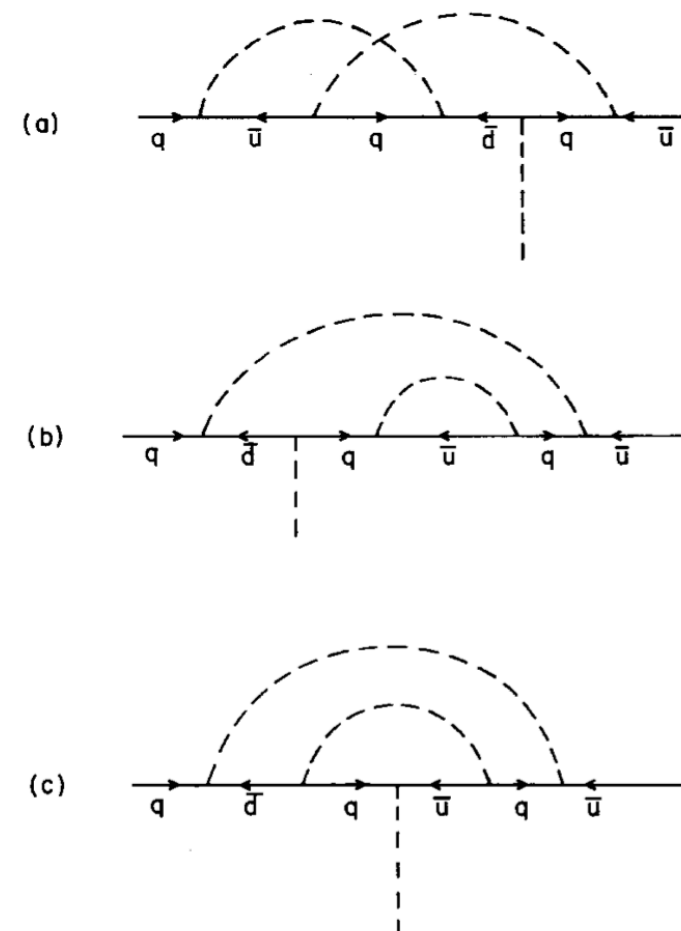 (a)
q ū q d̄ q ū
(b)
q d̄ q ū q ū
(c)
q d̄ q ū q ū